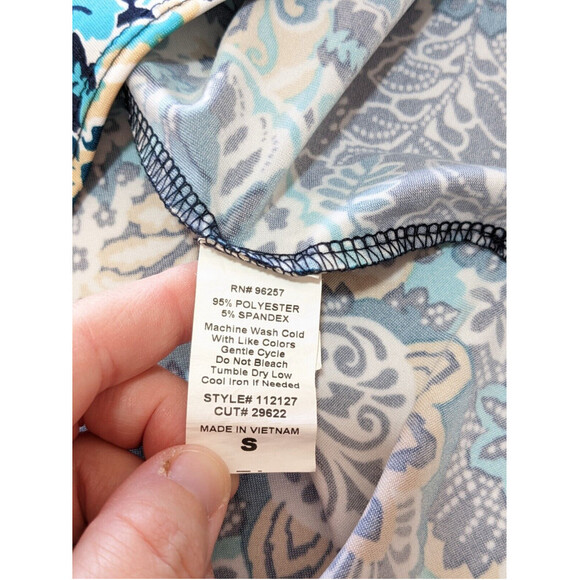 RN# 96257
95% POLYESTER
5% SPANDEX
Machine Wash Cold
With Like Colors
Gentle Cycle
Do Not Bleach
Tumble Dry Low
Cool Iron If Needed
STYLE# 112127
CUT# 29622
MADE IN VIETNAM
S